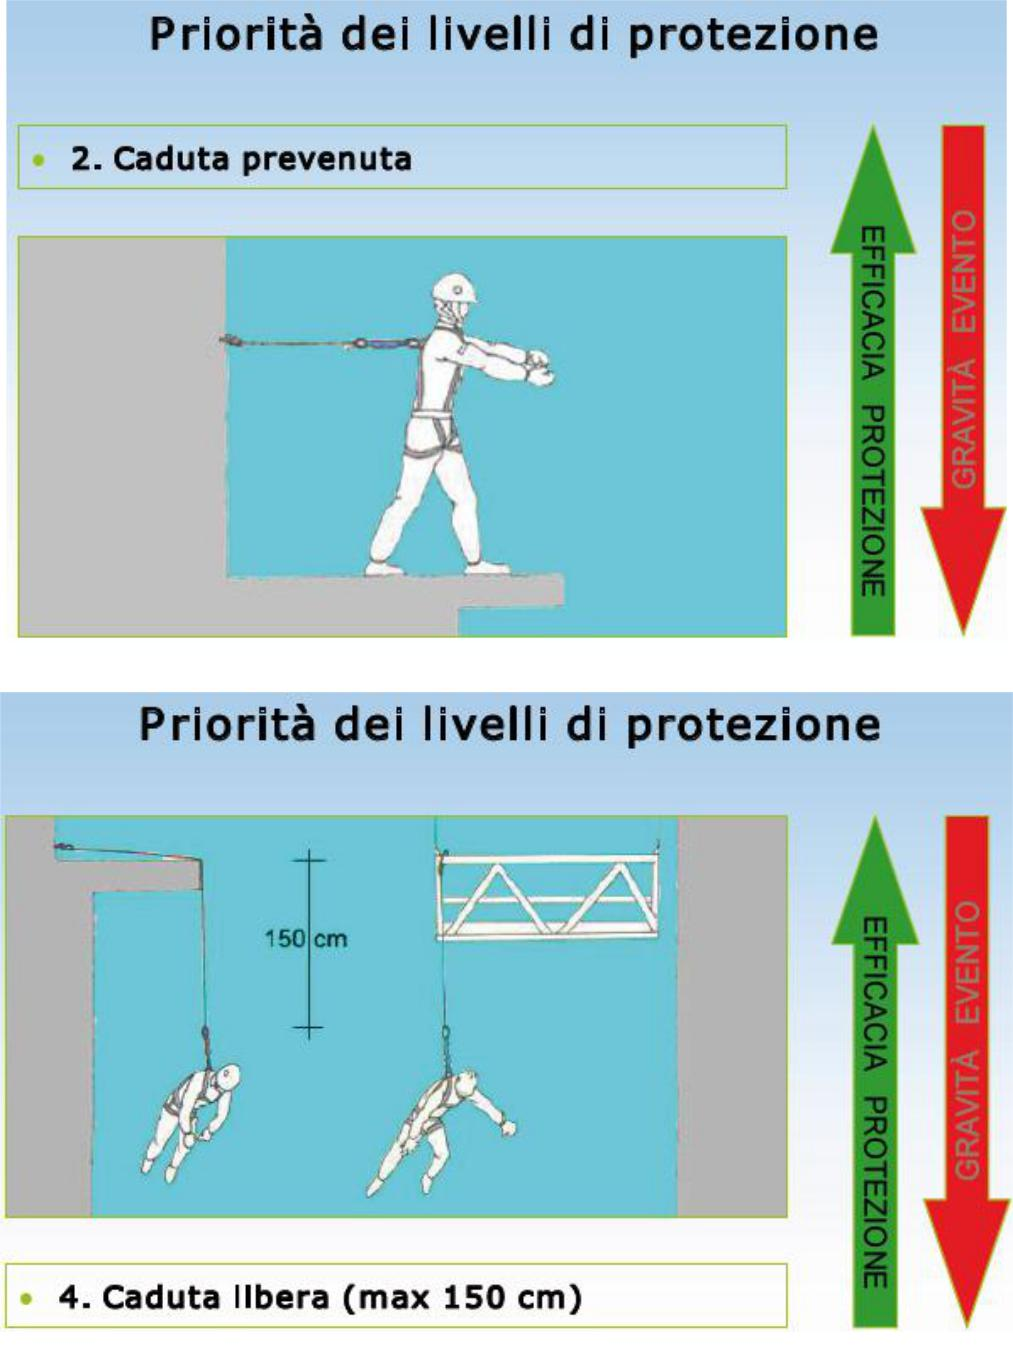 Priorità dei livelli di protezione
• 2. Caduta prevenuta
EFFICACIA PROTEZIONE
GRAVITÀ EVENTO
Priorità dei livelli di protezione
150 cm
EFFICACIA PROTEZIONE
GRAVITÀ EVENTO
• 4. Caduta libera (max 150 cm)